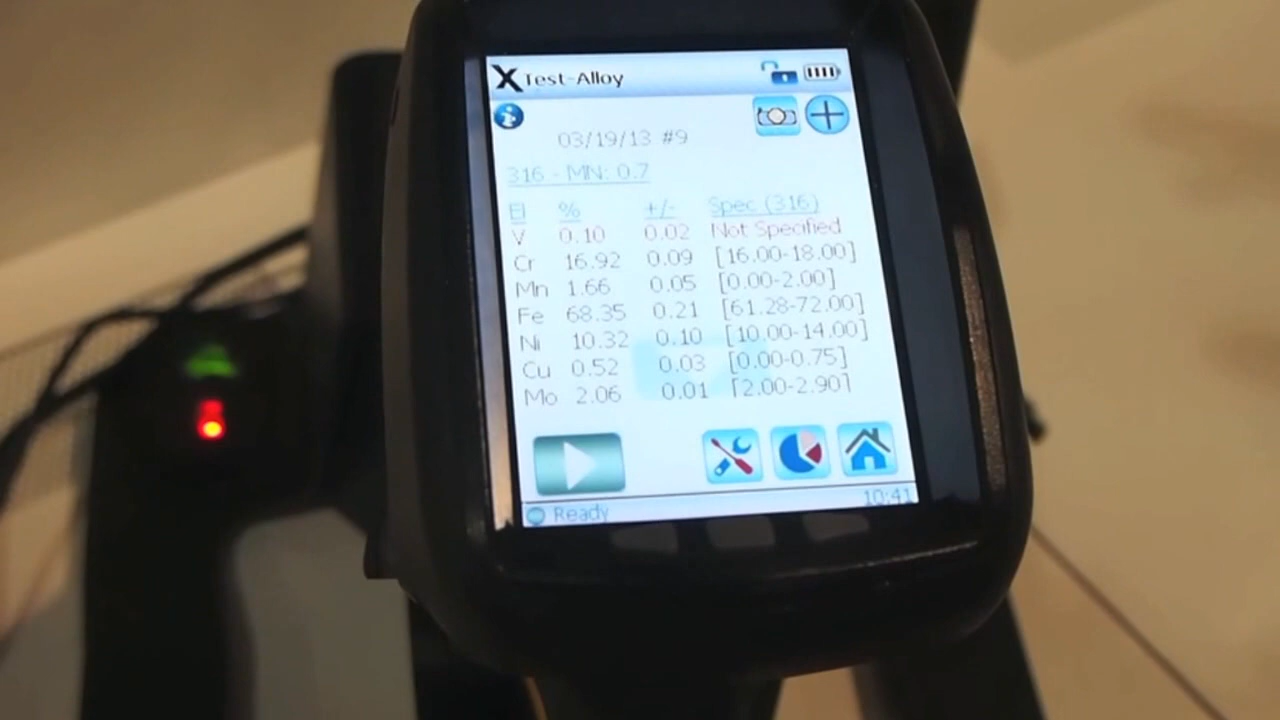 XTest-Alloy
03/19/13 #9
316 - MN: 0.7
El % +/- Spec (316)
V 0.10 0.02 Not Specified
Cr 16.92 0.09 [16.00-18.00]
Mn 1.66 0.05 [0.00-2.00]
Fe 68.35 0.21 [61.28-72.00]
Ni 10.32 0.10 [10.00-14.00]
Cu 0.52 0.03 [0.00-0.75]
Mo 2.06 0.01 [2.00-2.90]
10:41
Ready